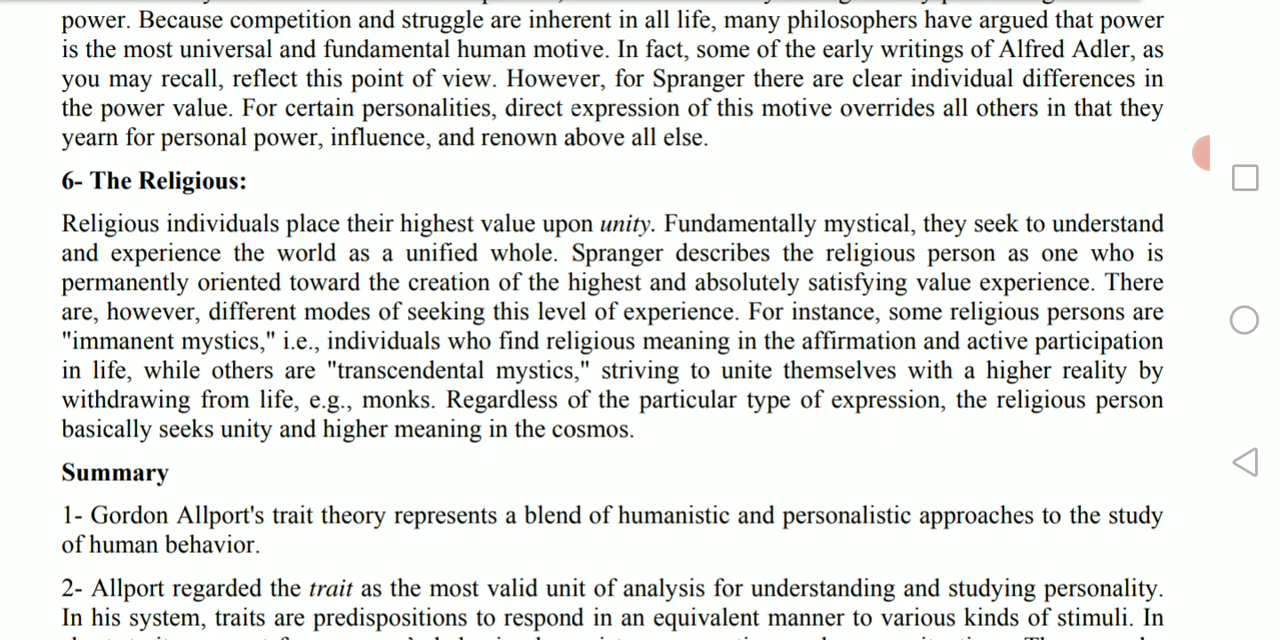 power. Because competition and struggle are inherent in all life, many philosophers have argued that power
is the most universal and fundamental human motive. In fact, some of the early writings of Alfred Adler, as
you may recall, reflect this point of view. However, for Spranger there are clear individual differences in
the power value. For certain personalities, direct expression of this motive overrides all others in that they
yearn for personal power, influence, and renown above all else.
6- The Religious:
Religious individuals place their highest value upon unity. Fundamentally mystical, they seek to understand
and experience the world as a unified whole. Spranger describes the religious person as one who is
permanently oriented toward the creation of the highest and absolutely satisfying value experience. There
are, however, different modes of seeking this level of experience. For instance, some religious persons are
"immanent mystics," i.e., individuals who find religious meaning in the affirmation and active participation
in life, while others are "transcendental mystics," striving to unite themselves with a higher reality by
withdrawing from life, e.g., monks. Regardless of the particular type of expression, the religious person
basically seeks unity and higher meaning in the cosmos.
Summary
1- Gordon Allport's trait theory represents a blend of humanistic and personalistic approaches to the study
of human behavior.
2- Allport regarded the trait as the most valid unit of analysis for understanding and studying personality.
In his system, traits are predispositions to respond in an equivalent manner to various kinds of stimuli. In